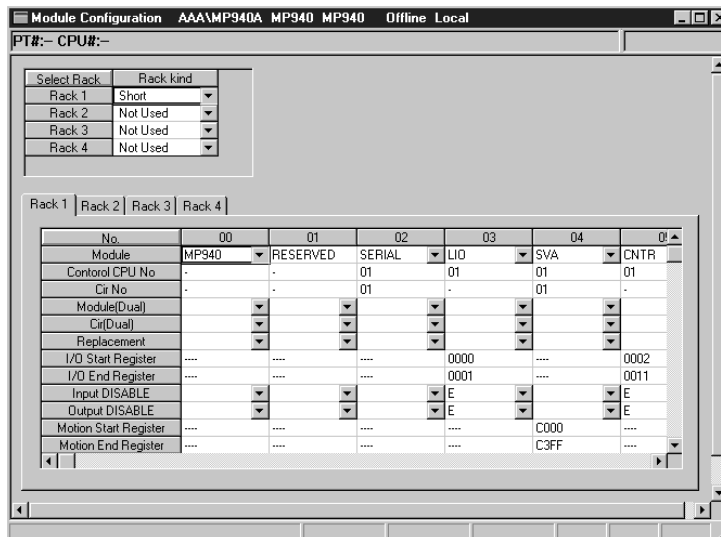 Module Configuration AAA\MP940A MP940 MP940 Offline Local
PT#:– CPU#:–
Select Rack Rack kind
Rack 1 Short
Rack 2 Not Used
Rack 3 Not Used
Rack 4 Not Used
Rack 1 Rack 2 Rack 3 Rack 4
No. 00 01 02 03 04
Module MP940 RESERVED SERIAL LIO SVA CNTR
Contorol CPU No - - 01 01 01 01
Cir No - - 01 - 01 -
Module(Dual)
Cir(Dual)
Replacement
I/O Start Register ---- ---- ---- 0000 ---- 0002
I/O End Register ---- ---- ---- 0001 ---- 0011
Input DISABLE E E
Output DISABLE E E
Motion Start Register ---- ---- ---- ---- C000 ----
Motion End Register ---- ---- ---- ---- C3FF ----